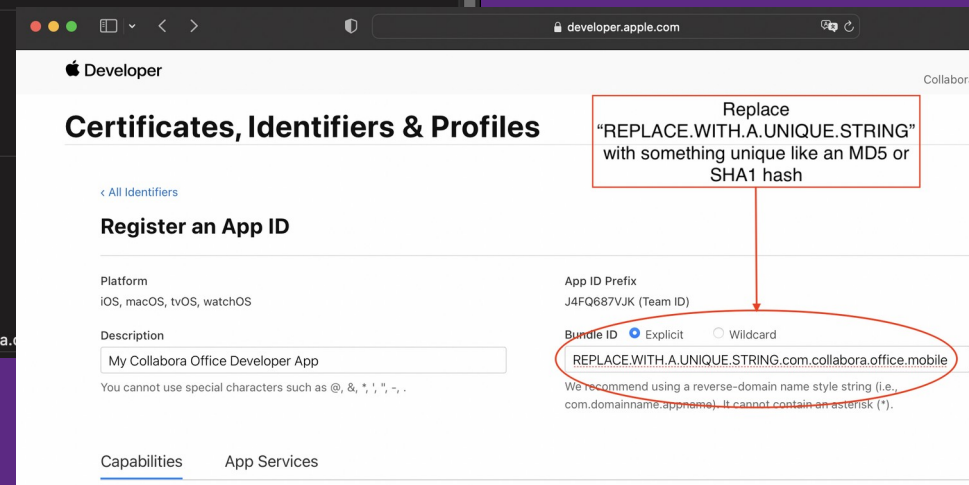 developer.apple.com
Developer
Collabor
Certificates, Identifiers & Profiles
Replace
“REPLACE.WITH.A.UNIQUE.STRING”
with something unique like an MD5 or
SHA1 hash
‹ All Identifiers
Register an App ID
Platform
iOS, macOS, tvOS, watchOS
App ID Prefix
J4FQ687VJK (Team ID)
Description
My Collabora Office Developer App
You cannot use special characters such as @, &, *, ', ", -, .
Bundle ID Explicit Wildcard
REPLACE.WITH.A.UNIQUE.STRING.com.collabora.office.mobile
We recommend using a reverse-domain name style string (i.e.,
com.domainname.appname). It cannot contain an asterisk (*).
a.c
Capabilities App Services